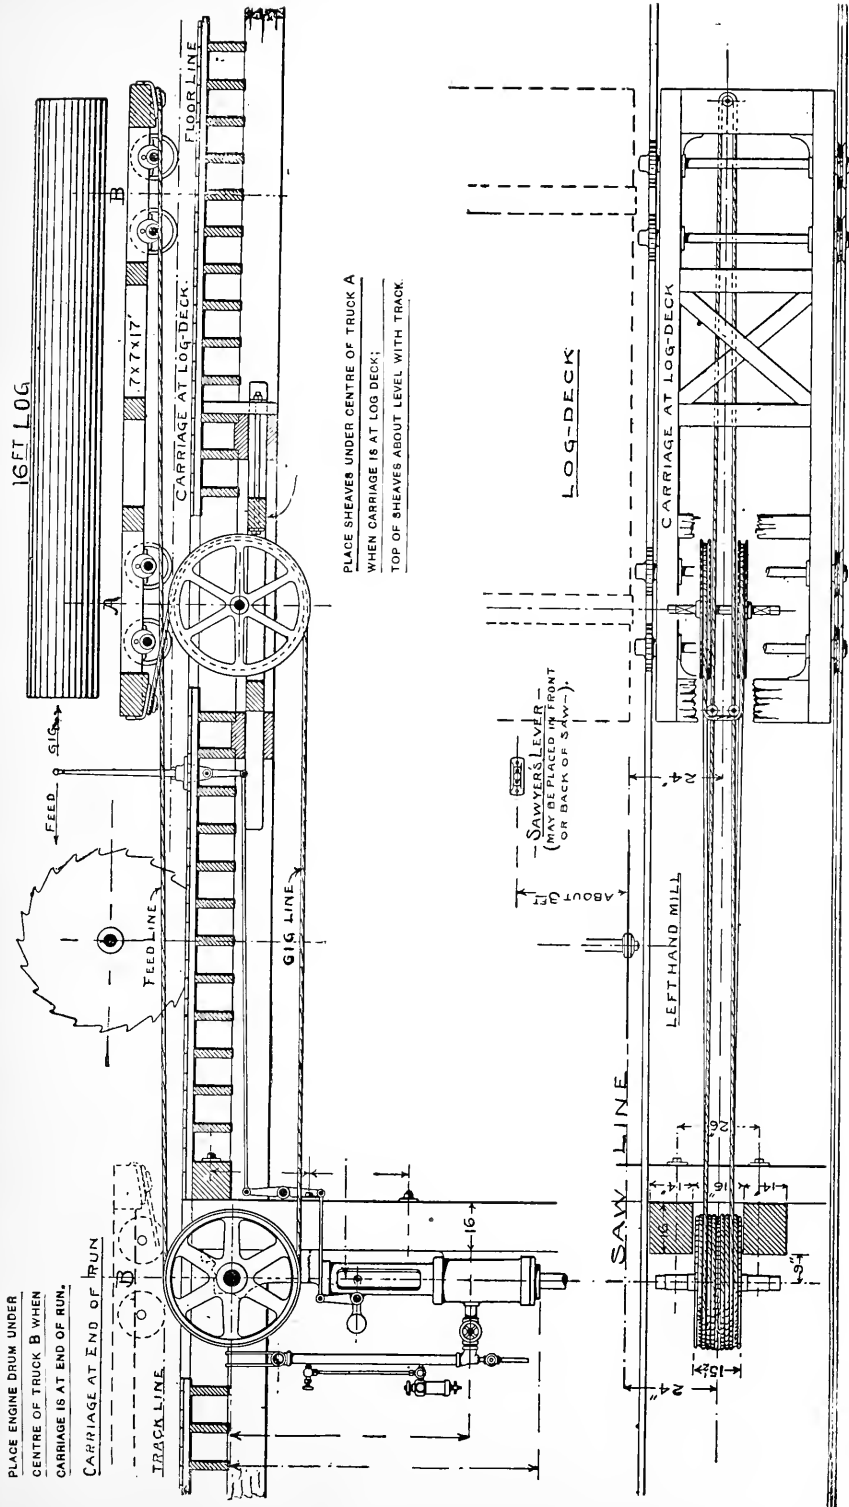 PLACE ENGINE DRUM UNDER
CENTRE OF TRUCK B WHEN
CARRIAGE IS AT END OF RUN.
CARRIAGE AT END OF RUN
B
TRACK LINE
FEED
GIG
FEED LINE
GIG LINE
16 FT LOG
7 X 7 X 17'
A
B
CARRIAGE AT LOG-DECK
FLOOR LINE
PLACE SHEAVES UNDER CENTRE OF TRUCK A
WHEN CARRIAGE IS AT LOG DECK;
TOP OF SHEAVES ABOUT LEVEL WITH TRACK.
16
LOG-DECK
SAWYER'S LEVER
(MAY BE PLACED IN FRONT
OR BACK OF SAW).
ABOUT 3 FT
SAW LINE
LEFT HAND MILL
CARRIAGE AT LOG-DECK
24"
26"
14"
16"
14"
16"
9"
15½
24"